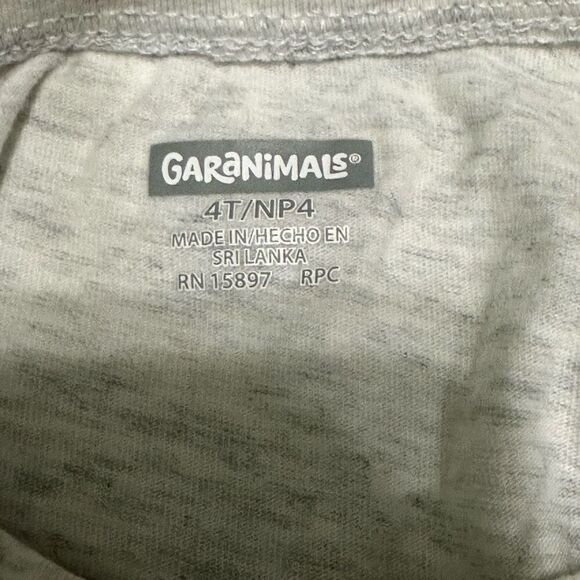 GARANIMALS®
4T/NP4
MADE IN/HECHO EN
SRI LANKA
RN 15897 RPC